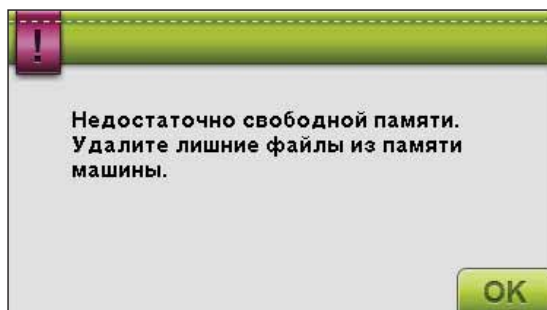 !
Недостаточно свободной памяти.
Удалите лишние файлы из памяти
машины.
OK